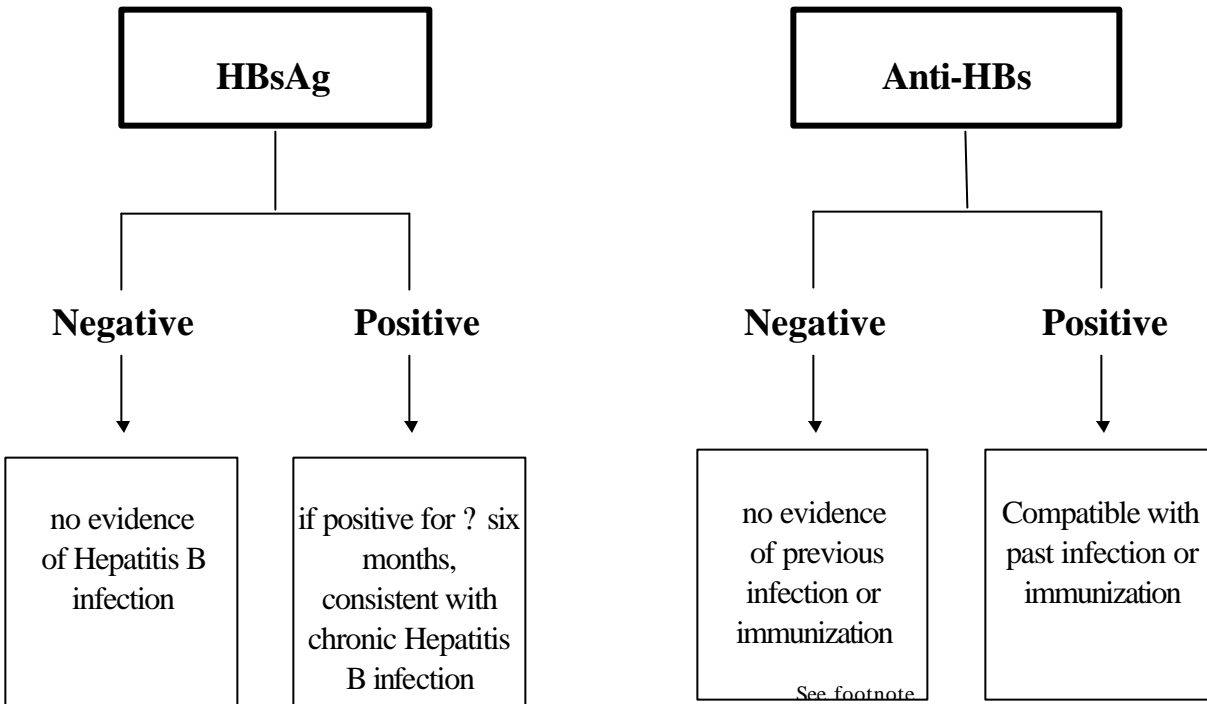 HBsAg
Anti-HBs
Negative
Positive
Negative
Positive
no evidence
of Hepatitis B
infection
if positive for ? six
months,
consistent with
chronic Hepatitis
B infection
no evidence
of previous
infection or
immunization
See footnote
Compatible with
past infection or
immunization